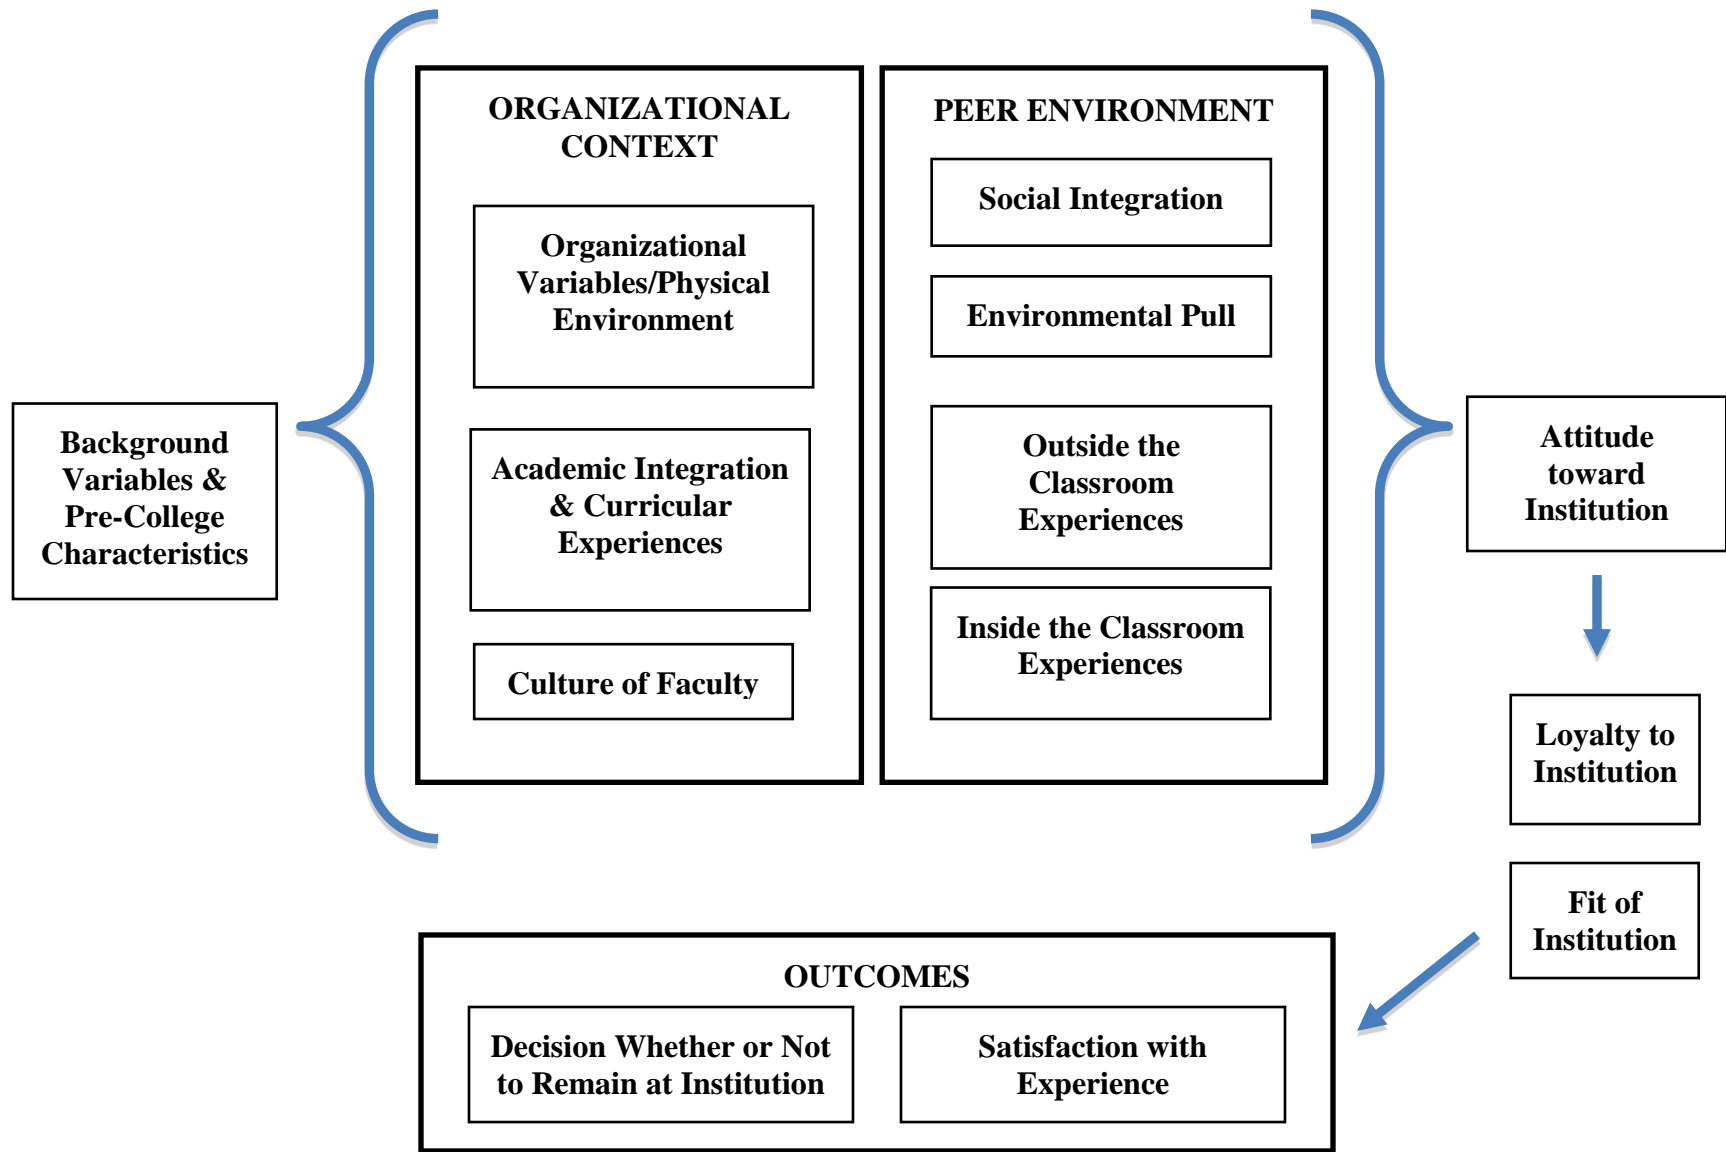 Background
Variables &
Pre-College
Characteristics
ORGANIZATIONAL
CONTEXT
Organizational
Variables/Physical
Environment
Academic Integration
& Curricular
Experiences
Culture of Faculty
PEER ENVIRONMENT
Social Integration
Environmental Pull
Outside the
Classroom
Experiences
Inside the Classroom
Experiences
Attitude
toward
Institution
Loyalty to
Institution
Fit of
Institution
OUTCOMES
Decision Whether or Not
to Remain at Institution
Satisfaction with
Experience